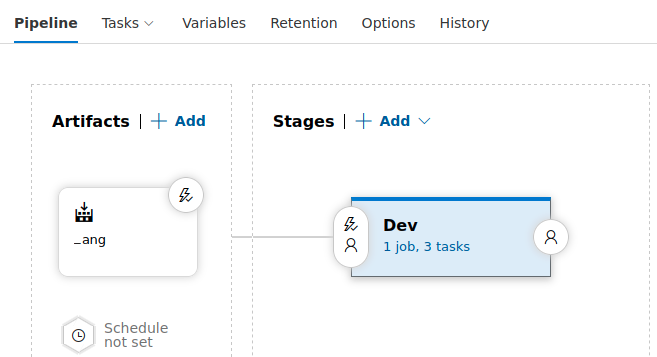 Pipeline Tasks Variables Retention Options History
Artifacts | Add
Stages | Add
_ang
Dev
1 job, 3 tasks
Schedule
not set